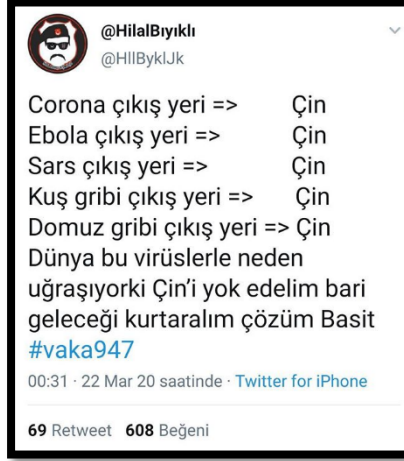 @HilalBıyıklı
@HIIBykIJk
Corona çıkış yeri => Çin
Ebola çıkış yeri => Çin
Sars çıkış yeri => Çin
Kuş gribi çıkış yeri => Çin
Domuz gribi çıkış yeri => Çin
Dünya bu virüslerle neden
uğraşıyorki Çin'i yok edelim bari
geleceği kurtaralım çözüm Basit
#vaka947
00:31 · 22 Mar 20 saatinde · Twitter for iPhone
69 Retweet 608 Beğeni